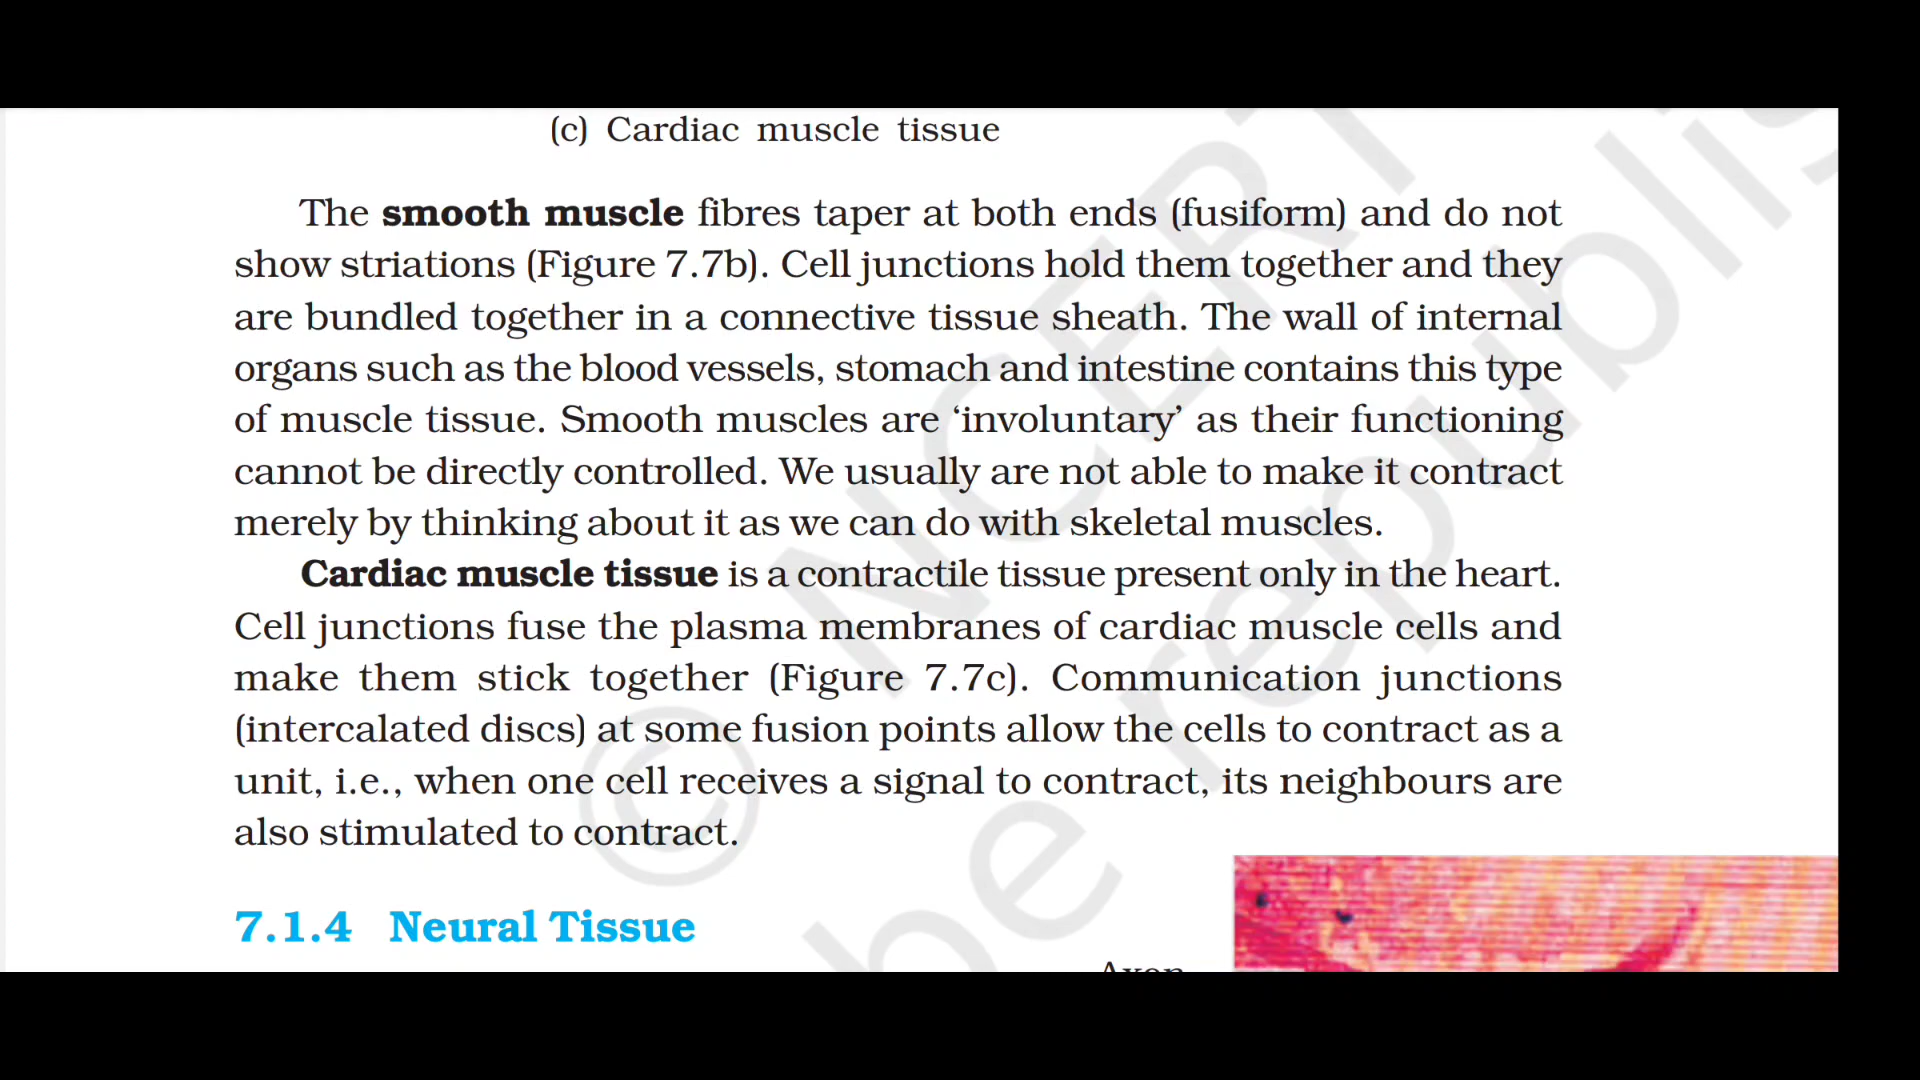 (c) Cardiac muscle tissue
The smooth muscle fibres taper at both ends (fusiform) and do not
show striations (Figure 7.7b). Cell junctions hold them together and they
are bundled together in a connective tissue sheath. The wall of internal
organs such as the blood vessels, stomach and intestine contains this type
of muscle tissue. Smooth muscles are ‘involuntary’ as their functioning
cannot be directly controlled. We usually are not able to make it contract
merely by thinking about it as we can do with skeletal muscles.
Cardiac muscle tissue is a contractile tissue present only in the heart.
Cell junctions fuse the plasma membranes of cardiac muscle cells and
make them stick together (Figure 7.7c). Communication junctions
(intercalated discs) at some fusion points allow the cells to contract as a
unit, i.e., when one cell receives a signal to contract, its neighbours are
also stimulated to contract.
7.1.4 Neural Tissue
© NCERT
be republis